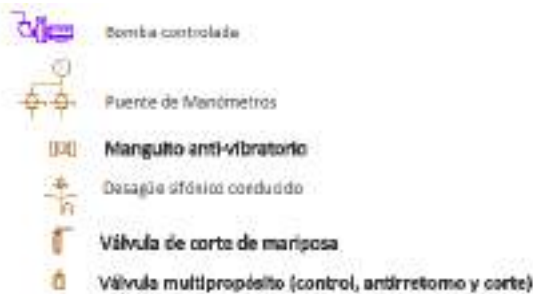 Bomba controlada
Puente de Manómetros
Manguito anti-vibratorio
Desagüe sifónico conducido
Válvula de corte de mariposa
Válvula multipropósito (control, antirretorno y corte)